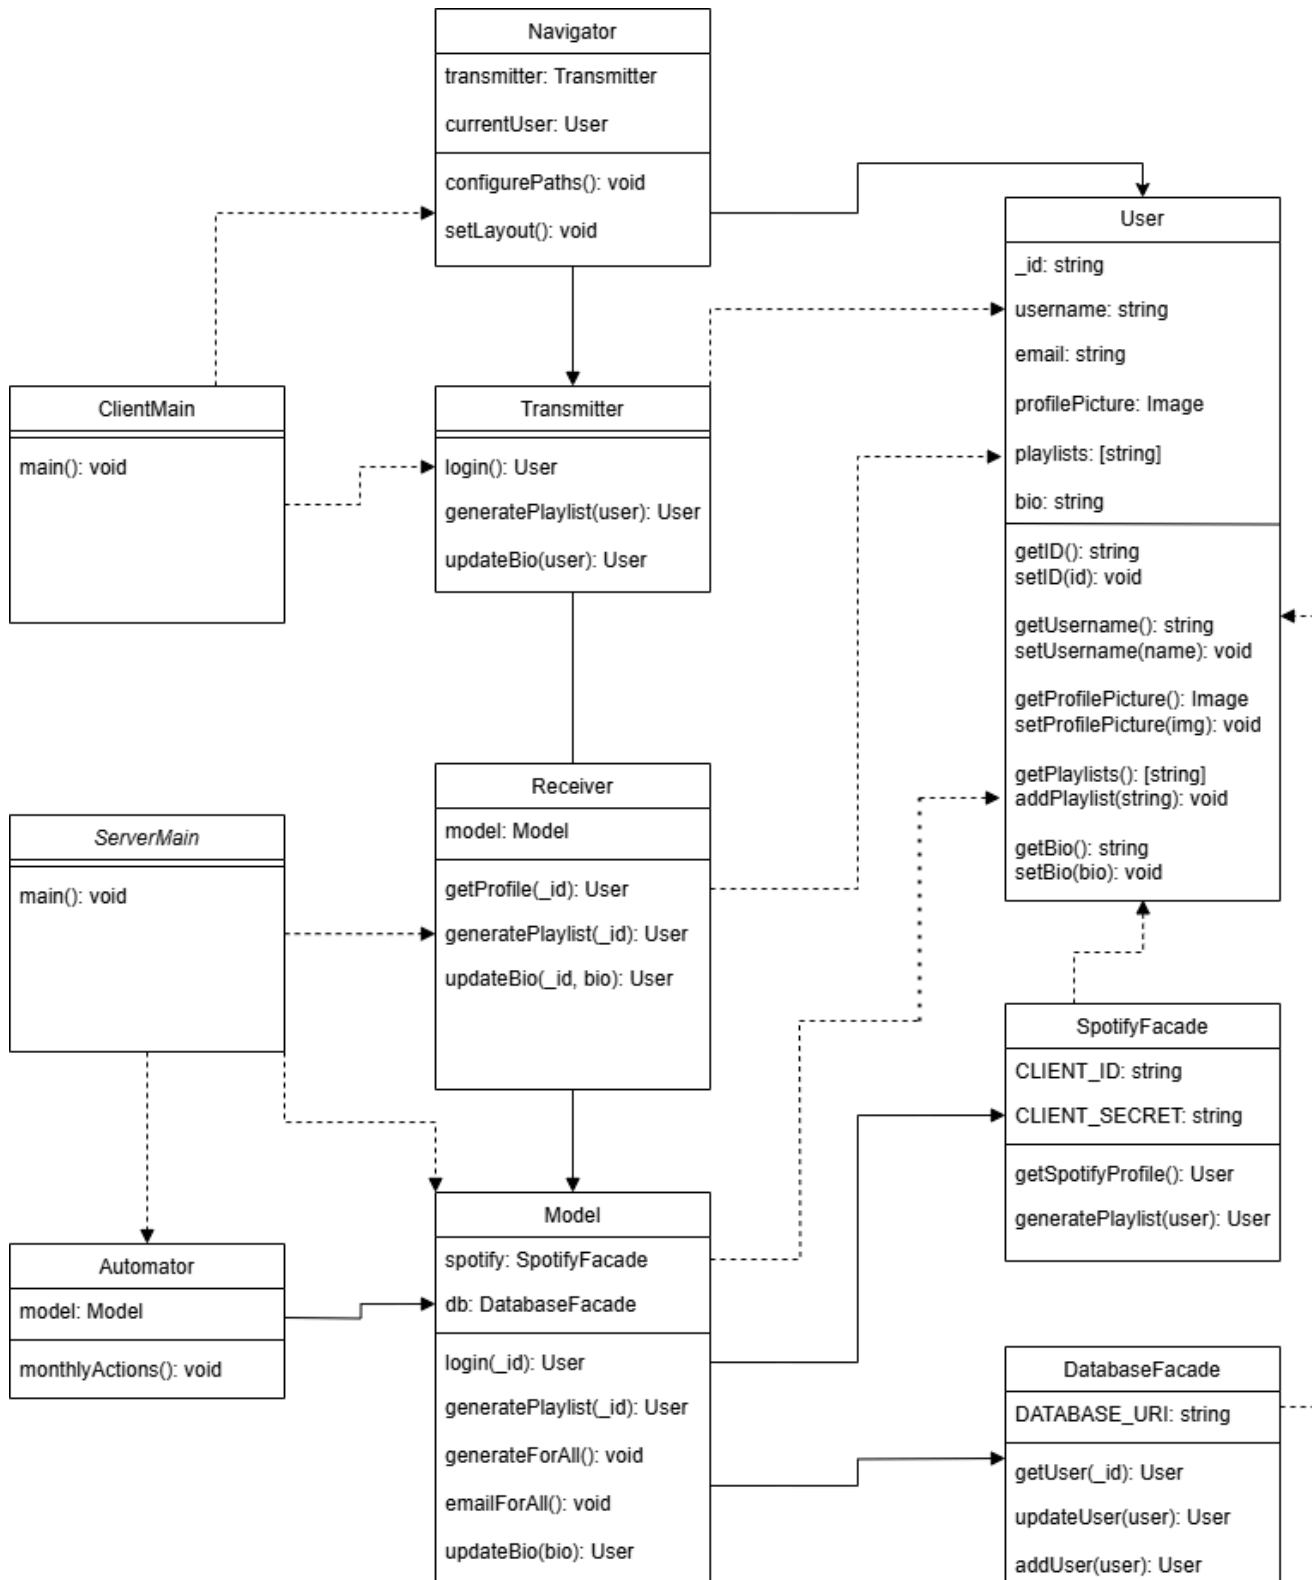 Navigator
transmitter: Transmitter
currentUser: User
configurePaths(): void
setLayout(): void
User
_id: string
username: string
email: string
profilePicture: Image
playlists: [string]
bio: string
getID(): string
setID(id): void
getUsername(): string
setUsername(name): void
getProfilePicture(): Image
setProfilePicture(img): void
getPlaylists(): [string]
addPlaylist(string): void
getBio(): string
setBio(bio): void
ClientMain
main(): void
Transmitter
login(): User
generatePlaylist(user): User
updateBio(user): User
Receiver
model: Model
getProfile(_id): User
generatePlaylist(_id): User
updateBio(_id, bio): User
ServerMain
main(): void
SpotifyFacade
CLIENT_ID: string
CLIENT_SECRET: string
getSpotifyProfile(): User
generatePlaylist(user): User
Model
spotify: SpotifyFacade
db: DatabaseFacade
login(_id): User
generatePlaylist(_id): User
generateForAll(): void
emailForAll(): void
updateBio(bio): User
Automator
model: Model
monthlyActions(): void
DatabaseFacade
DATABASE_URI: string
getUser(_id): User
updateUser(user): User
addUser(user): User